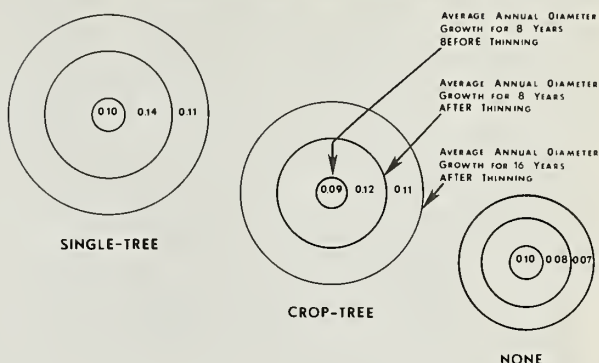 AVERAGE ANNUAL DIAMETER
GROWTH FOR 8 YEARS
BEFORE THINNING
AVERAGE ANNUAL DIAMETER
GROWTH FOR 8 YEARS
AFTER THINNING
AVERAGE ANNUAL DIAMETER
GROWTH FOR 16 YEARS
AFTER THINNING
0.10 0.14 0.11
SINGLE-TREE
0.09 0.12 0.11
CROP-TREE
0.10 0.08 0.07
NONE